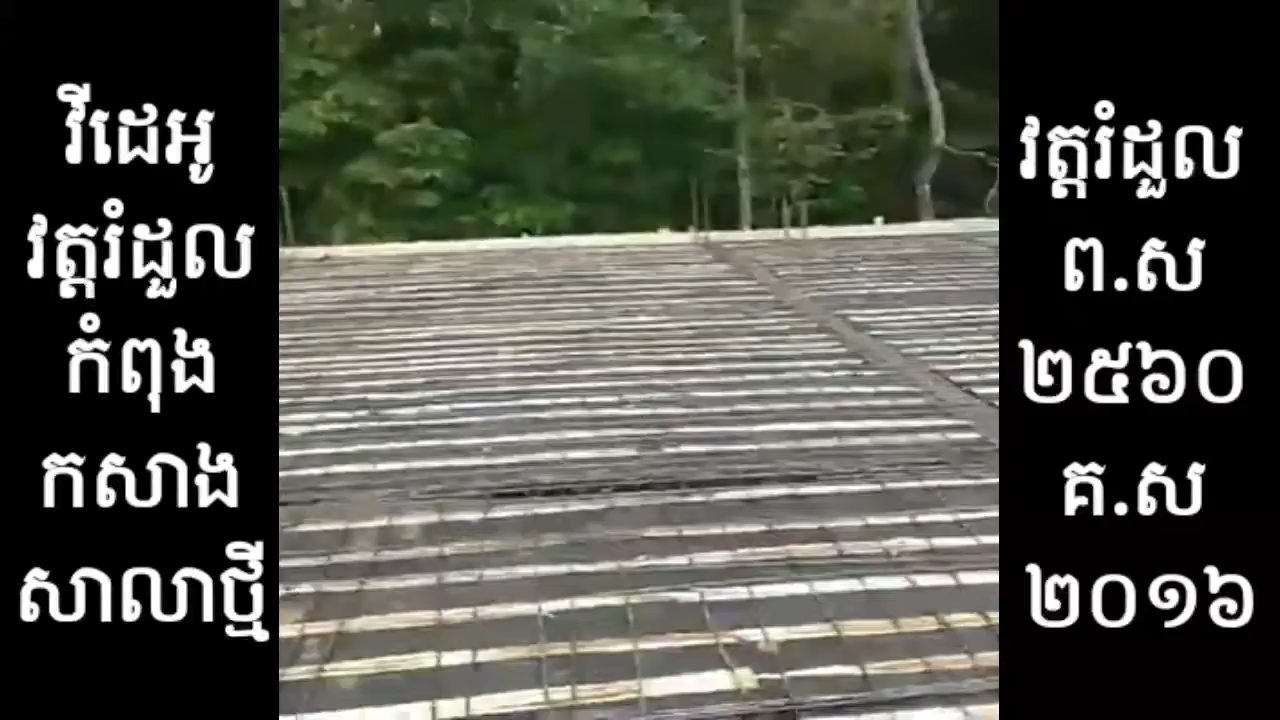 វីដេអូ
វត្តរំដួល
កំពុង
កសាង
សាលាថ្មី
វត្តរំដួល
ព.ស
២៥៦០
គ.ស
២០១៦